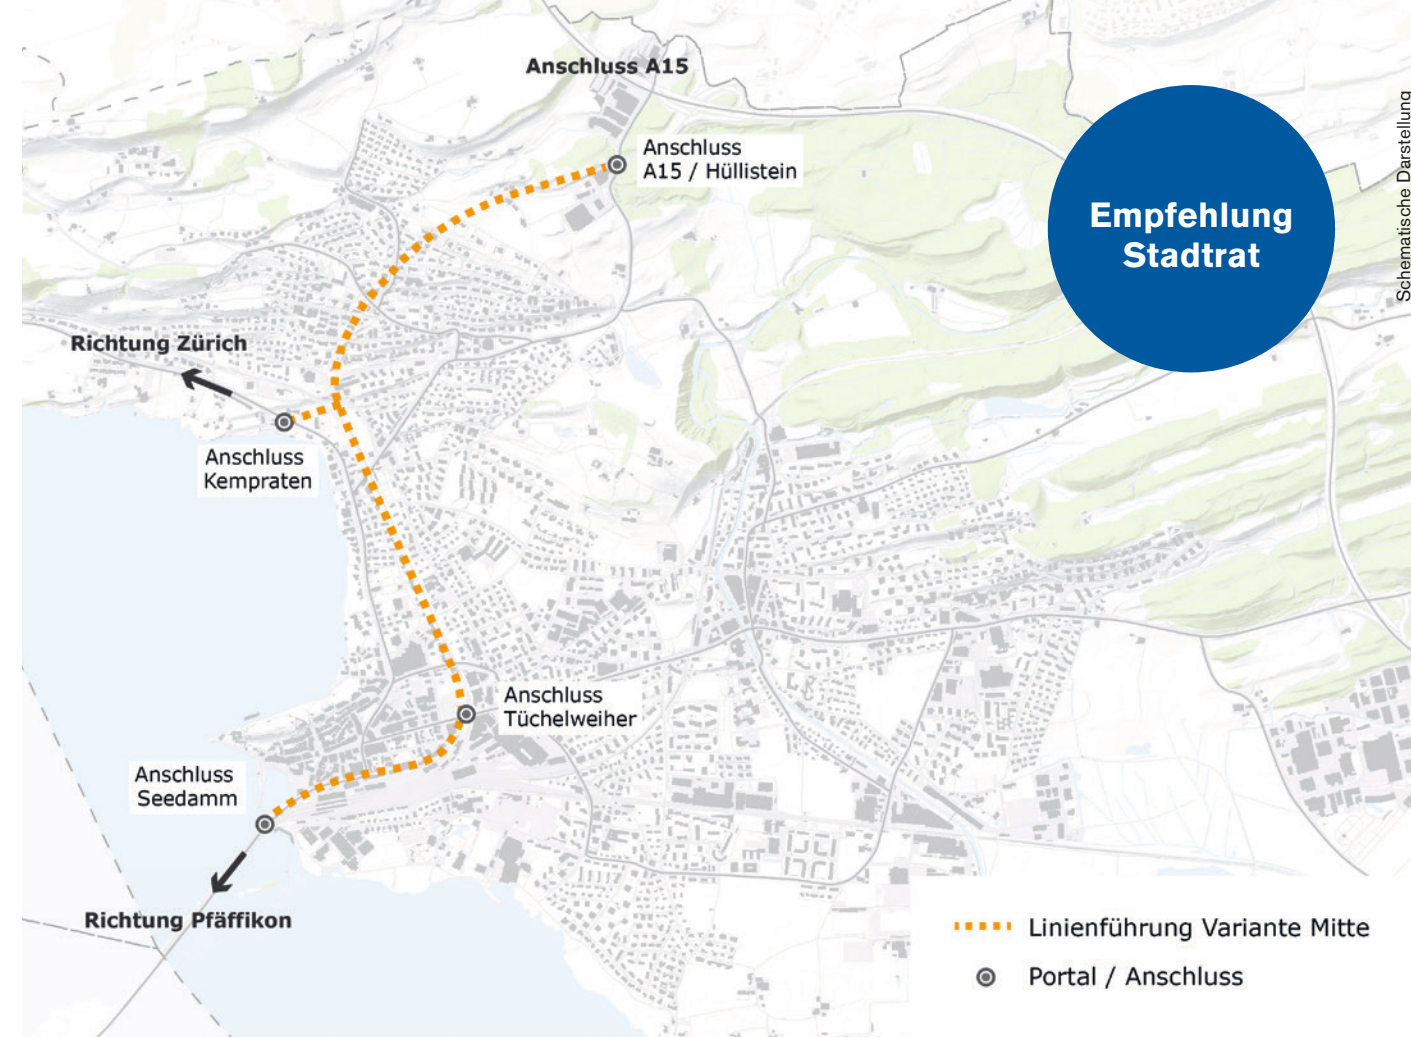 Anschluss A15
Anschluss
A15 / Hüllistein
Empfehlung
Stadtrat
Schematische Darstellung
Richtung Zürich
Anschluss
Kempraten
Anschluss
Tüchelweiher
Anschluss
Seedamm
Richtung Pfäffikon
Linienführung Variante Mitte
Portal / Anschluss